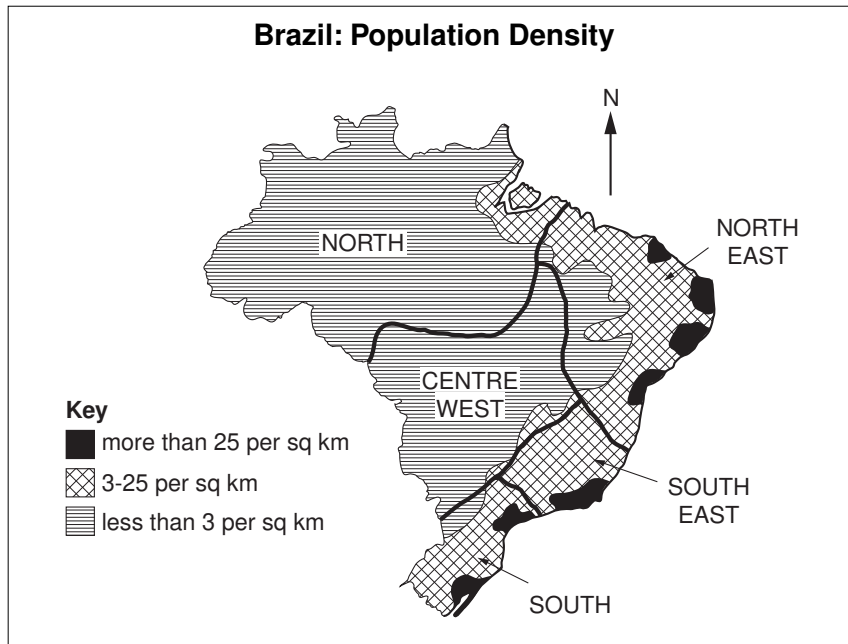 Brazil: Population Density
N
NORTH
NORTH
EAST
CENTRE
WEST
Key
more than 25 per sq km
3-25 per sq km
less than 3 per sq km
SOUTH
EAST
SOUTH